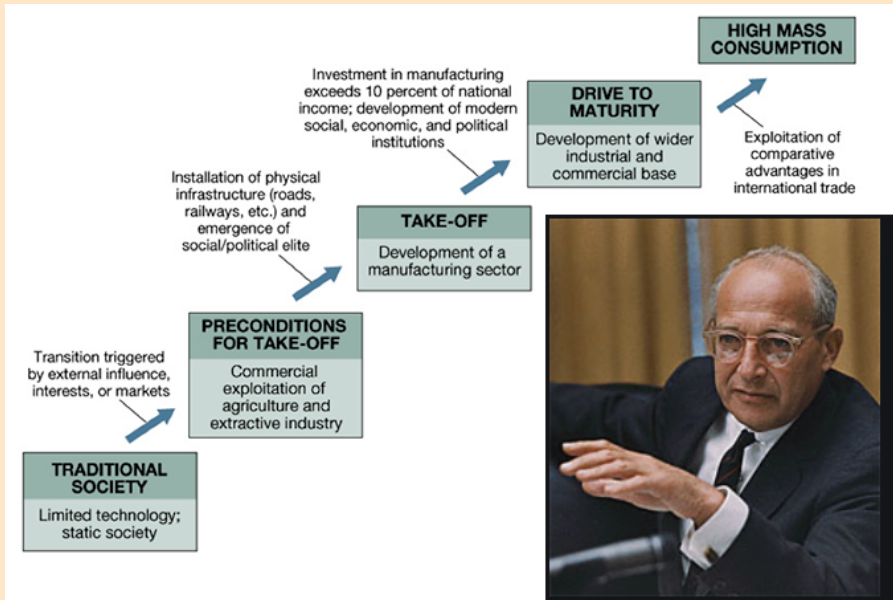 HIGH MASS
CONSUMPTION
Investment in manufacturing
exceeds 10 percent of national
income; development of modern
social, economic, and political
institutions
DRIVE TO
MATURITY
Development of wider
industrial and
commercial base
Exploitation of
comparative
advantages in
international trade
Installation of physical
infrastructure (roads,
railways, etc.) and
emergence of
social/political elite
TAKE-OFF
Development of a
manufacturing sector
Transition triggered
by external influence,
interests, or markets
PRECONDITIONS
FOR TAKE-OFF
Commercial
exploitation of
agriculture and
extractive industry
TRADITIONAL
SOCIETY
Limited technology;
static society